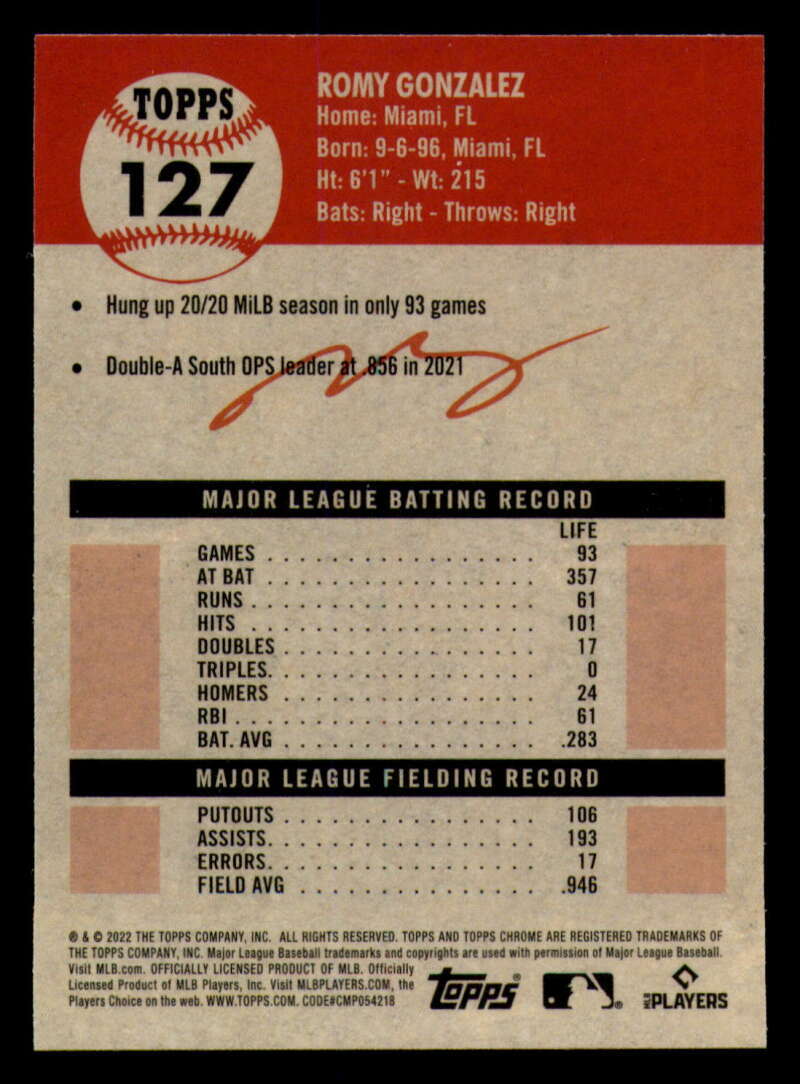 TOPPS
127
ROMY GONZALEZ
Home: Miami, FL
Born: 9-6-96, Miami, FL
Ht: 6'1" - Wt: 215
Bats: Right - Throws: Right
• Hung up 20/20 MiLB season in only 93 games
• Double-A South OPS leader at .856 in 2021
MAJOR LEAGUE BATTING RECORD
LIFE
GAMES . . . . . . . . . . . . . . . . . 93
AT BAT . . . . . . . . . . . . . . . . . 357
RUNS . . . . . . . . . . . . . . . . . . 61
HITS . . . . . . . . . . . . . . . . . . 101
DOUBLES . . . . . . . . . . . . . . . . 17
TRIPLES. . . . . . . . . . . . . . . . . 0
HOMERS . . . . . . . . . . . . . . . . 24
RBI . . . . . . . . . . . . . . . . . . . 61
BAT. AVG . . . . . . . . . . . . . . . . .283
MAJOR LEAGUE FIELDING RECORD
PUTOUTS . . . . . . . . . . . . . . . . 106
ASSISTS. . . . . . . . . . . . . . . . . 193
ERRORS. . . . . . . . . . . . . . . . . 17
FIELD AVG . . . . . . . . . . . . . . . .946
® & © 2022 THE TOPPS COMPANY, INC. ALL RIGHTS RESERVED. TOPPS AND TOPPS CHROME ARE REGISTERED TRADEMARKS OF
THE TOPPS COMPANY, INC. Major League Baseball trademarks and copyrights are used with permission of Major League Baseball.
Visit MLB.com. OFFICIALLY LICENSED PRODUCT OF MLB. Officially
Licensed Product of MLB Players, Inc. Visit MLBPLAYERS.COM, the
Players Choice on the web. WWW.TOPPS.COM. CODE#CMP054218
Topps®
MLB PLAYERS